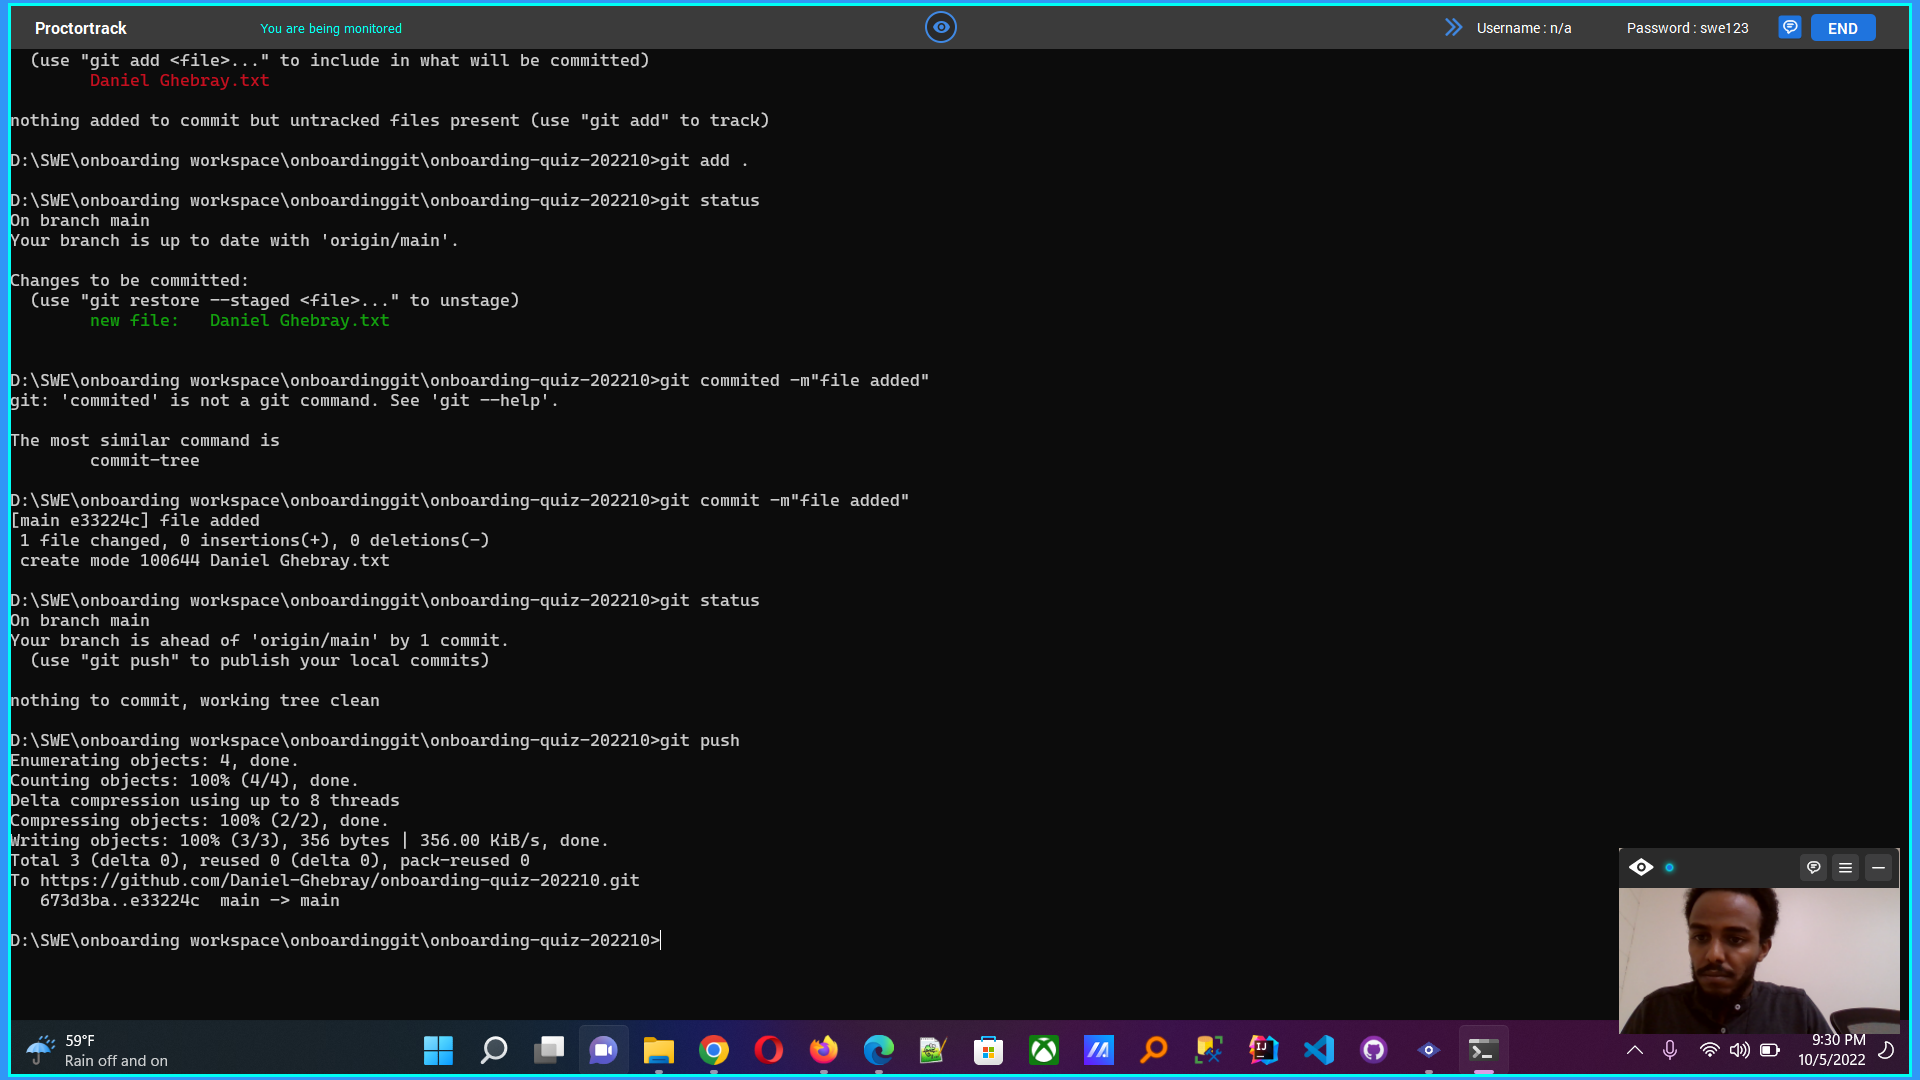 Proctortrack
You are being monitored
Username : n/a
Password : swe123
END
(use "git add <file>..." to include in what will be committed)
Daniel Ghebray.txt
nothing added to commit but untracked files present (use "git add" to track)
D:\SWE\onboarding workspace\onboardinggit\onboarding-quiz-202210>git add .
D:\SWE\onboarding workspace\onboardinggit\onboarding-quiz-202210>git status
On branch main
Your branch is up to date with 'origin/main'.
Changes to be committed:
(use "git restore --staged <file>..." to unstage)
new file:   Daniel Ghebray.txt
D:\SWE\onboarding workspace\onboardinggit\onboarding-quiz-202210>git commited -m"file added"
git: 'commited' is not a git command. See 'git --help'.
The most similar command is
commit-tree
D:\SWE\onboarding workspace\onboardinggit\onboarding-quiz-202210>git commit -m"file added"
[main e33224c] file added
1 file changed, 0 insertions(+), 0 deletions(-)
create mode 100644 Daniel Ghebray.txt
D:\SWE\onboarding workspace\onboardinggit\onboarding-quiz-202210>git status
On branch main
Your branch is ahead of 'origin/main' by 1 commit.
(use "git push" to publish your local commits)
nothing to commit, working tree clean
D:\SWE\onboarding workspace\onboardinggit\onboarding-quiz-202210>git push
Enumerating objects: 4, done.
Counting objects: 100% (4/4), done.
Delta compression using up to 8 threads
Compressing objects: 100% (2/2), done.
Writing objects: 100% (3/3), 356 bytes | 356.00 KiB/s, done.
Total 3 (delta 0), reused 0 (delta 0), pack-reused 0
To https://github.com/Daniel-Ghebray/onboarding-quiz-202210.git
673d3ba..e33224c  main -> main
D:\SWE\onboarding workspace\onboardinggit\onboarding-quiz-202210>
59°F
Rain off and on
9:30 PM
10/5/2022